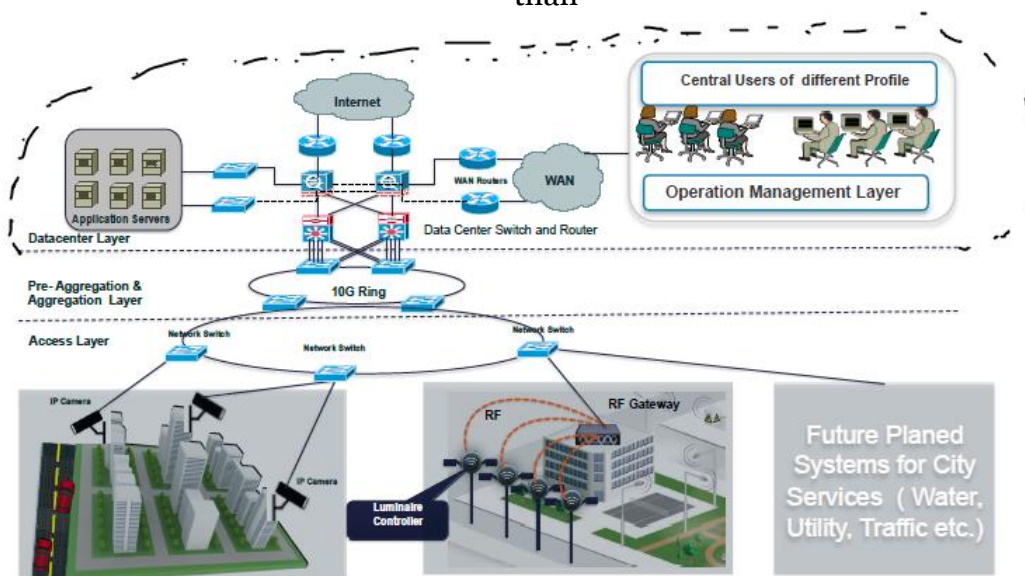 than
Internet
Central Users of different Profile
WAN Routers
WAN
Operation Management Layer
Application Servers
Data Center Switch and Router
Datacenter Layer
Pre- Aggregation &
Aggregation Layer
10G Ring
Access Layer
Network Switch
Network Switch
Network Switch
IP Camera
IP Camera
RF
RF Gateway
Luminaire
Controller
Future Planed
Systems for City
Services ( Water,
Utility, Traffic etc.)